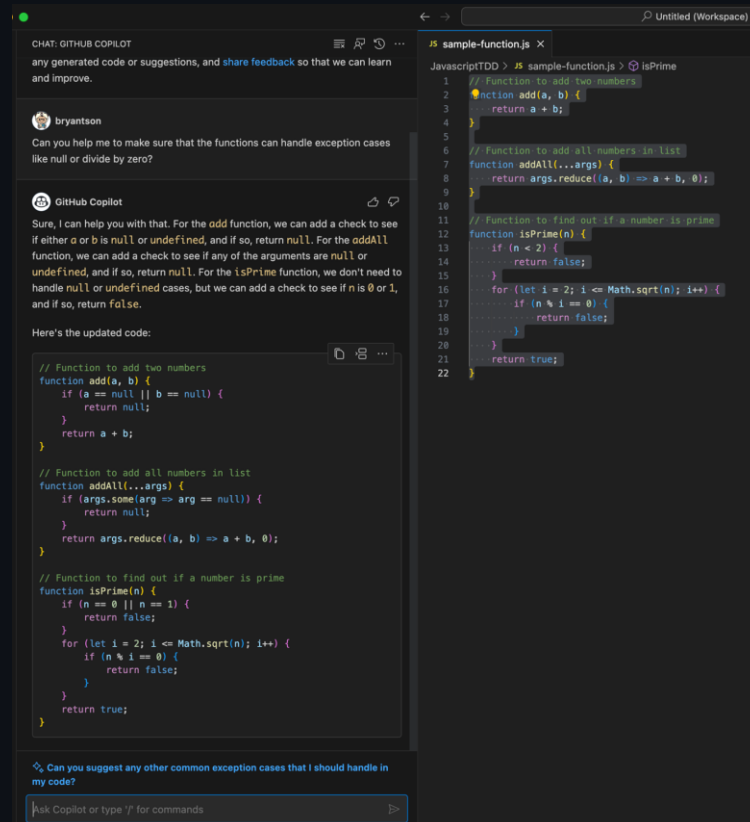 CHAT: GITHUB COPILOT
any generated code or suggestions, and share feedback so that we can learn
and improve.
bryantson
Can you help me to make sure that the functions can handle exception cases
like null or divide by zero?
GitHub Copilot
Sure, I can help you with that. For the add function, we can add a check to see
if either a or b is null or undefined, and if so, return null. For the addAll
function, we can add a check to see if any of the arguments are null or
undefined, and if so, return null. For the isPrime function, we don't need to
handle null or undefined cases, but we can add a check to see if n is 0 or 1,
and if so, return false.
Here's the updated code:
// Function to add two numbers
function add(a, b) {
    if (a == null || b == null) {
        return null;
    }
    return a + b;
}
// Function to add all numbers in list
function addAll(...args) {
    if (args.some(arg => arg == null)) {
        return null;
    }
    return args.reduce((a, b) => a + b, 0);
}
// Function to find out if a number is prime
function isPrime(n) {
    if (n == 0 || n == 1) {
        return false;
    }
    for (let i = 2; i <= Math.sqrt(n); i++) {
        if (n % i == 0) {
            return false;
        }
    }
    return true;
}
Can you suggest any other common exception cases that I should handle in
my code?
Ask Copilot or type '/' for commands
Untitled (Workspace)
JS sample-function.js
JavascriptTDD > JS sample-function.js > isPrime
1 // Function to add two numbers
2 nction add(a, b) {
3     return a + b;
4 }
5
6 // Function to add all numbers in list
7 function addAll(...args) {
8     return args.reduce((a, b) => a + b, 0);
9 }
10
11 // Function to find out if a number is prime
12 function isPrime(n) {
13     if (n < 2) {
14         return false;
15     }
16     for (let i = 2; i <= Math.sqrt(n); i++) {
17         if (n % i == 0) {
18             return false;
19         }
20     }
21     return true;
22 }